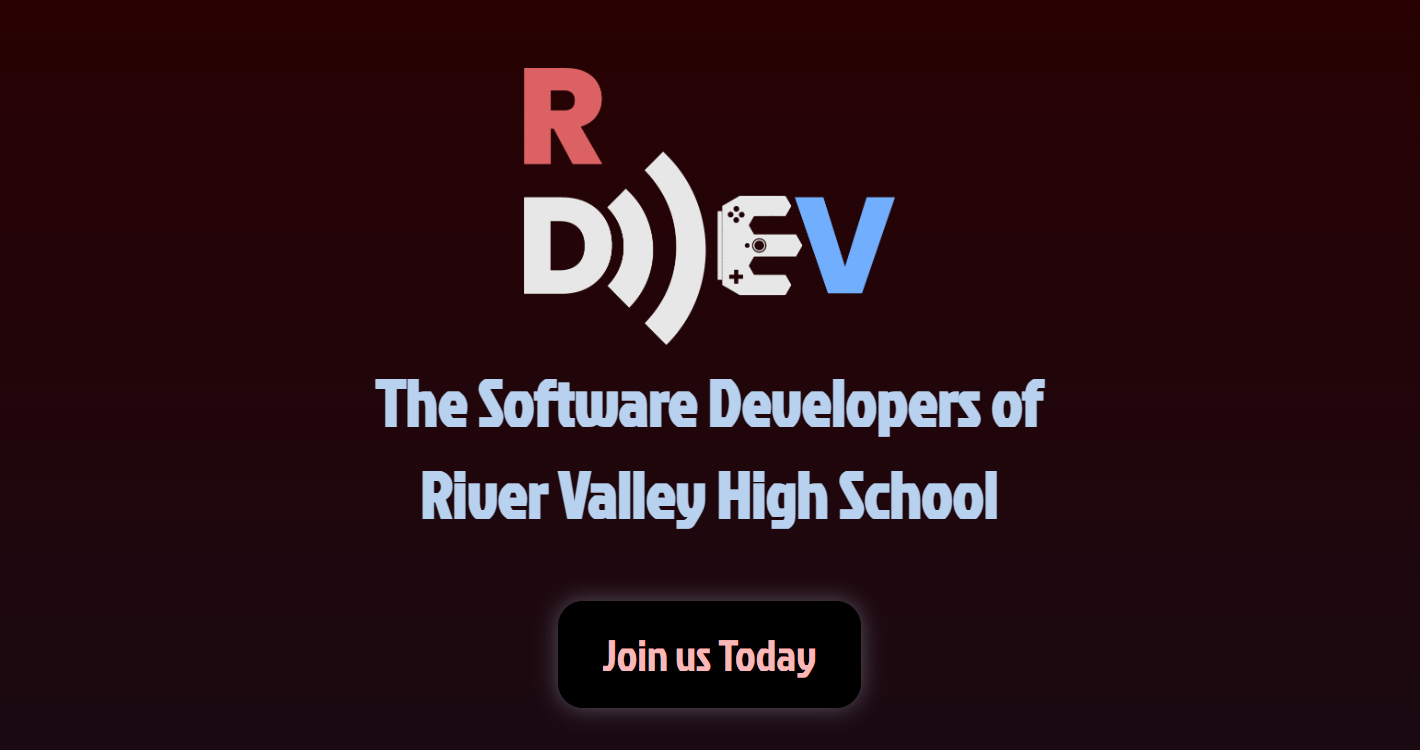 R
DEV
The Software Developers of
River Valley High School
Join us Today